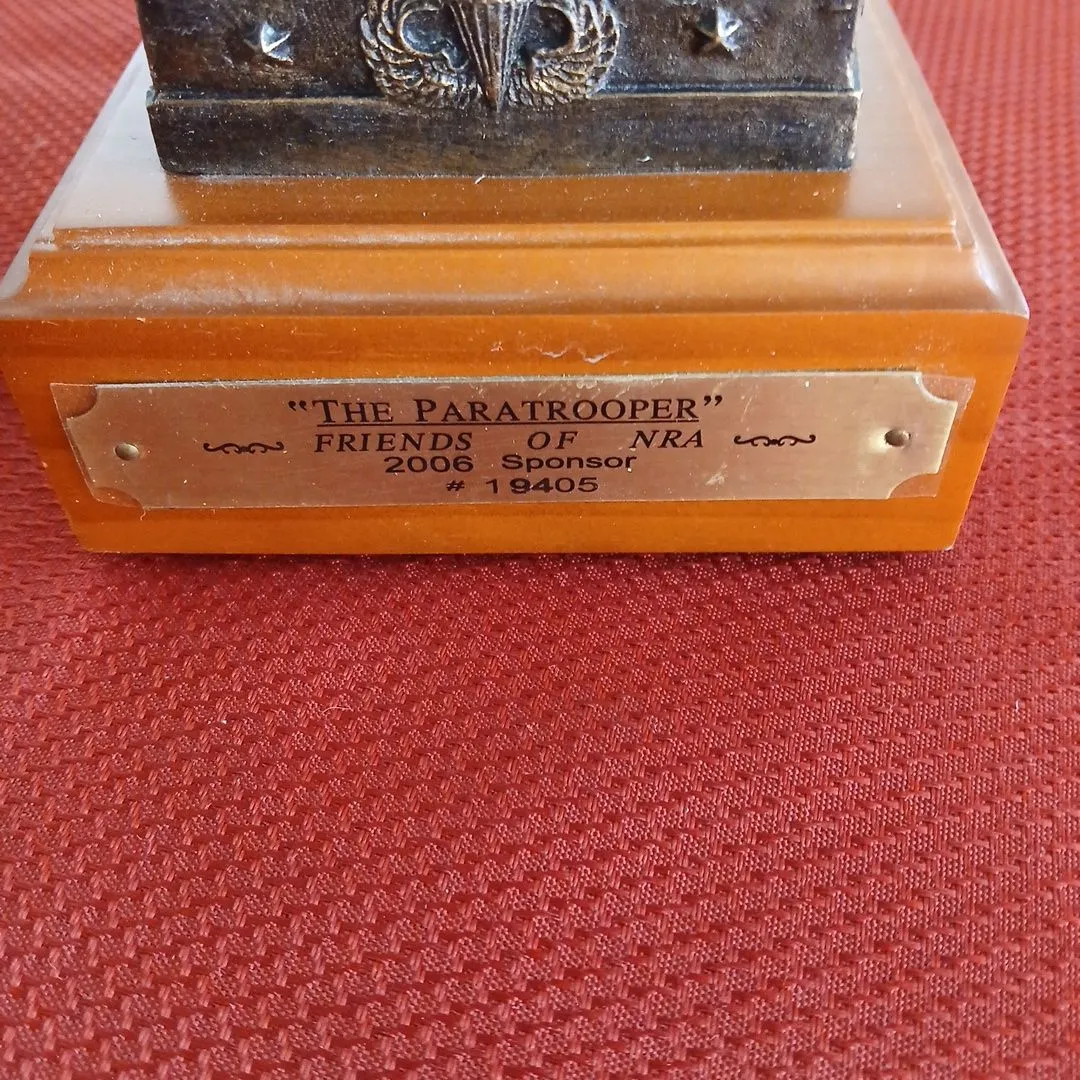 “THE PARATROOPER”
FRIENDS OF NRA
2006 Sponsor
# 19405